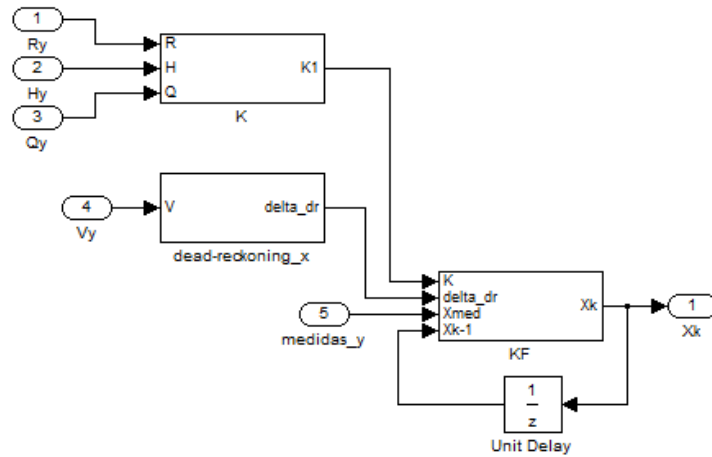 1
Ry
2
Hy
3
Qy
R
H
Q
K1
K
4
Vy
V
delta_dr
dead-reckoning_x
5
medidas_y
K
delta_dr
Xmed
Xk-1
Xk
KF
1
Xk
1
z
Unit Delay